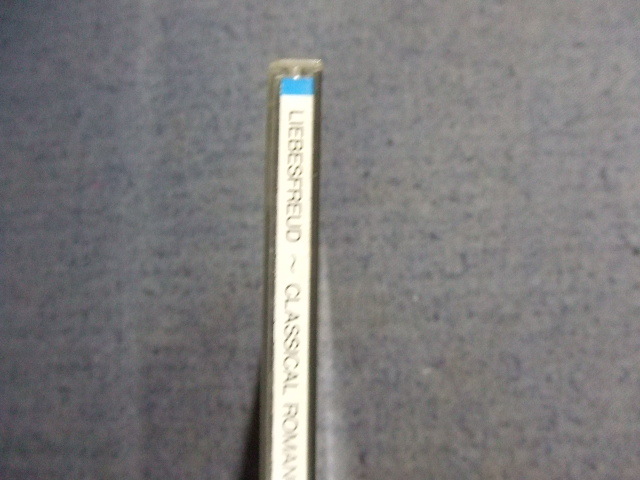 LIEBESFREUD ~ CLASSICAL ROMAN